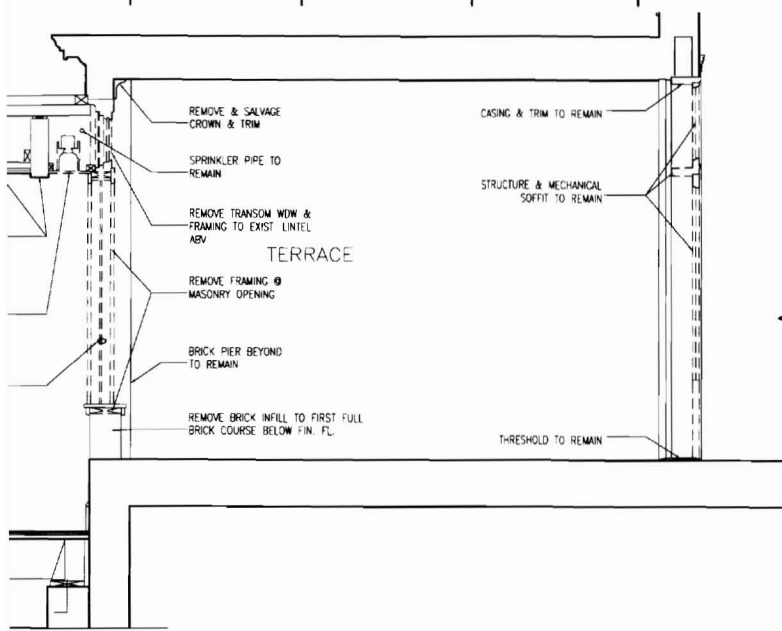 REMOVE & SALVAGE
CROWN & TRIM
SPRINKLER PIPE TO
REMAIN
REMOVE TRANSOM WDW &
FRAMING TO EXIST LINTEL
ABV
TERRACE
REMOVE FRAMING @
MASONRY OPENING
BRICK PIER BEYOND
TO REMAIN
REMOVE BRICK INFILL TO FIRST FULL
BRICK COURSE BELOW FIN. FL.
CASING & TRIM TO REMAIN
STRUCTURE & MECHANICAL
SOFFIT TO REMAIN
THRESHOLD TO REMAIN